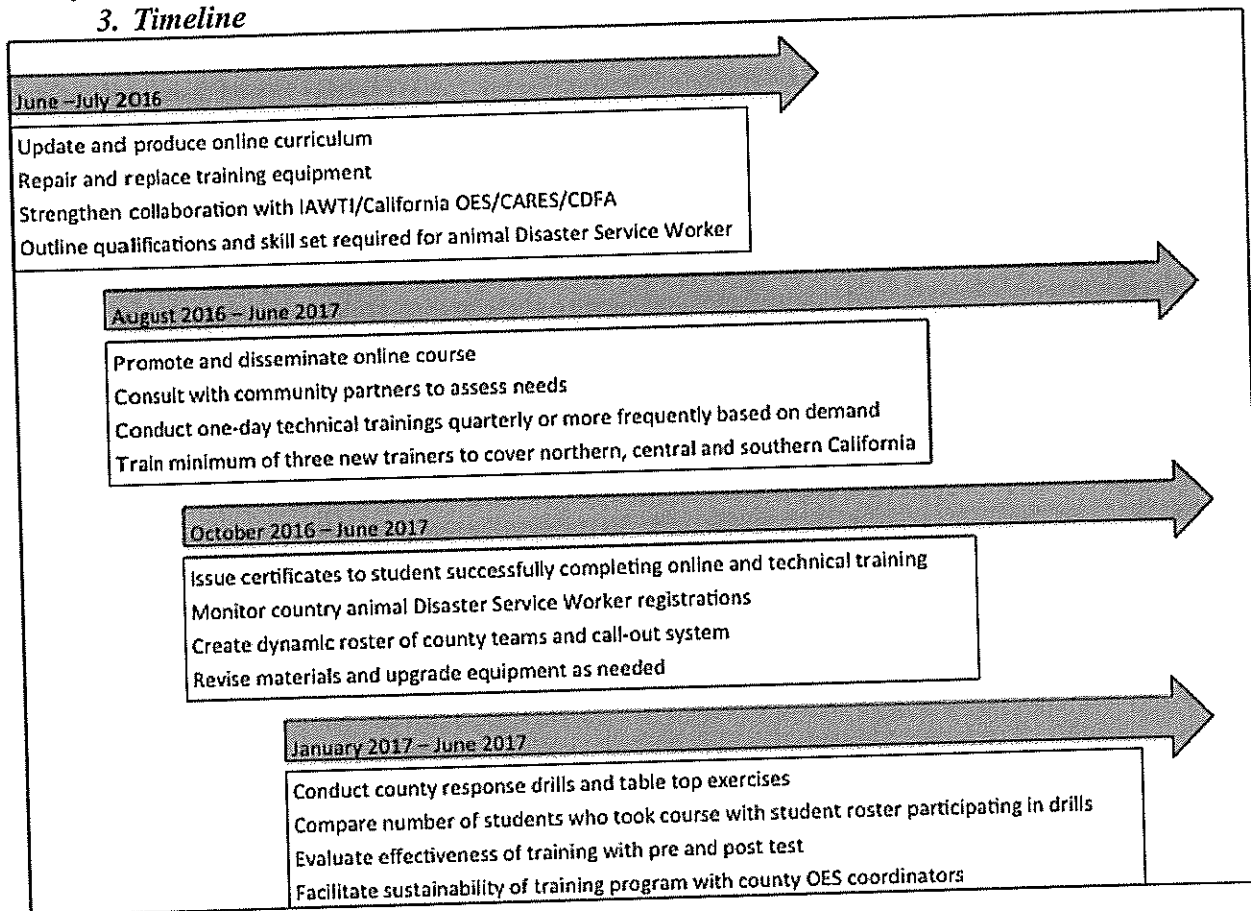 3. Timeline
June –July 2016
Update and produce online curriculum
Repair and replace training equipment
Strengthen collaboration with IAWTI/California OES/CARES/CDFA
Outline qualifications and skill set required for animal Disaster Service Worker
August 2016 – June 2017
Promote and disseminate online course
Consult with community partners to assess needs
Conduct one-day technical trainings quarterly or more frequently based on demand
Train minimum of three new trainers to cover northern, central and southern California
October 2016 – June 2017
Issue certificates to student successfully completing online and technical training
Monitor country animal Disaster Service Worker registrations
Create dynamic roster of county teams and call-out system
Revise materials and upgrade equipment as needed
January 2017 – June 2017
Conduct county response drills and table top exercises
Compare number of students who took course with student roster participating in drills
Evaluate effectiveness of training with pre and post test
Facilitate sustainability of training program with county OES coordinators